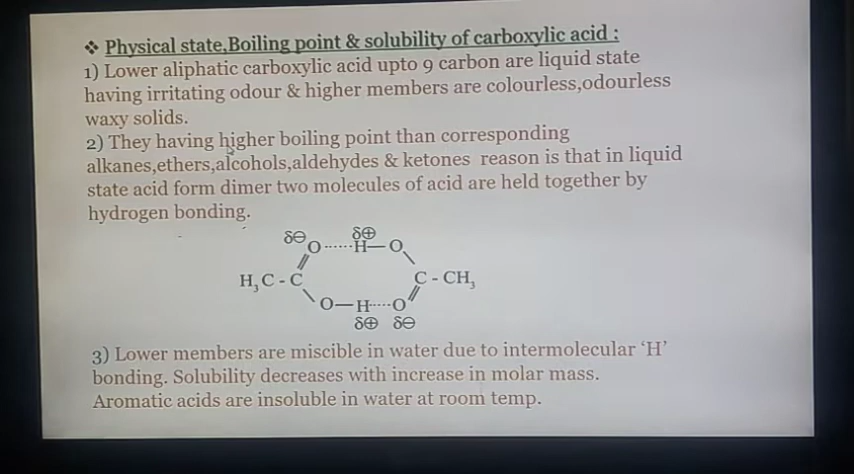 ❖ Physical state,Boiling point & solubility of carboxylic acid :
1) Lower aliphatic carboxylic acid upto 9 carbon are liquid state
having irritating odour & higher members are colourless,odourless
waxy solids.
2) They having higher boiling point than corresponding
alkanes,ethers,alcohols,aldehydes & ketones reason is that in liquid
state acid form dimer two molecules of acid are held together by
hydrogen bonding.
δ⊖ δ⊕
O······H—O
H₃C - C C - CH₃
O—H·····O
δ⊕ δ⊖
3) Lower members are miscible in water due to intermolecular ‘H’
bonding. Solubility decreases with increase in molar mass.
Aromatic acids are insoluble in water at room temp.